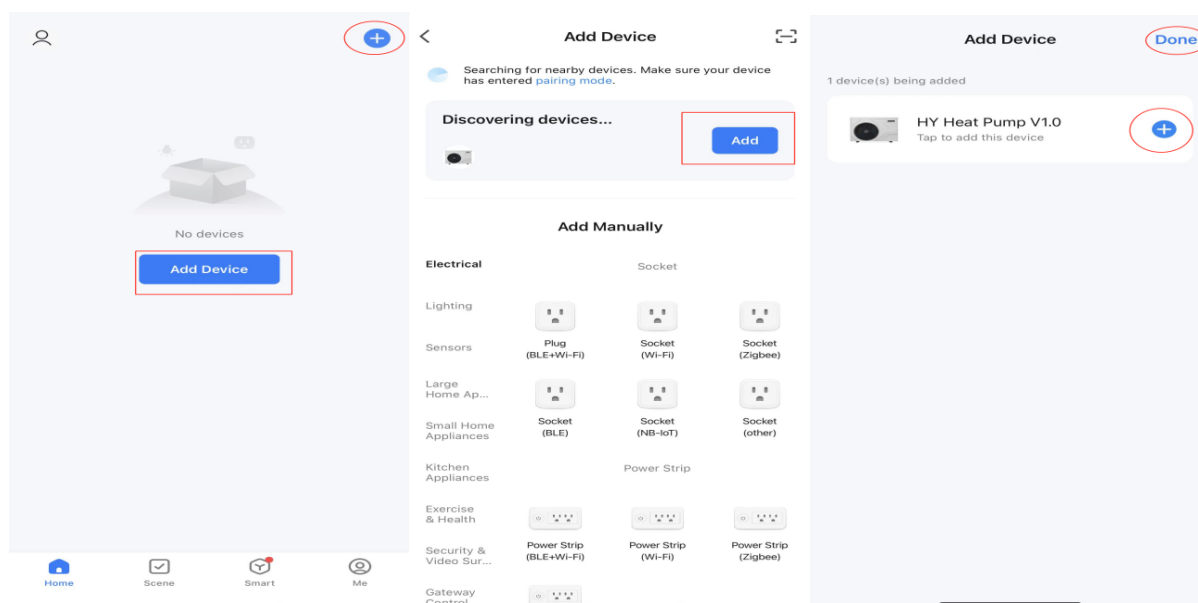 No devices
Add Device
Home
Scene
Smart
Me
Add Device
Searching for nearby devices. Make sure your device
has entered pairing mode.
Discovering devices...
Add
Add Manually
Electrical
Socket
Lighting
Sensors
Plug
(BLE+Wi-Fi)
Socket
(Wi-Fi)
Socket
(Zigbee)
Large
Home Ap...
Small Home
Appliances
Socket
(BLE)
Socket
(NB-IoT)
Socket
(other)
Kitchen
Appliances
Power Strip
Exercise
& Health
Security &
Video Sur...
Power Strip
(BLE+Wi-Fi)
Power Strip
(Wi-Fi)
Power Strip
(Zigbee)
Gateway
Control
Add Device
Done
1 device(s) being added
HY Heat Pump V1.0
Tap to add this device